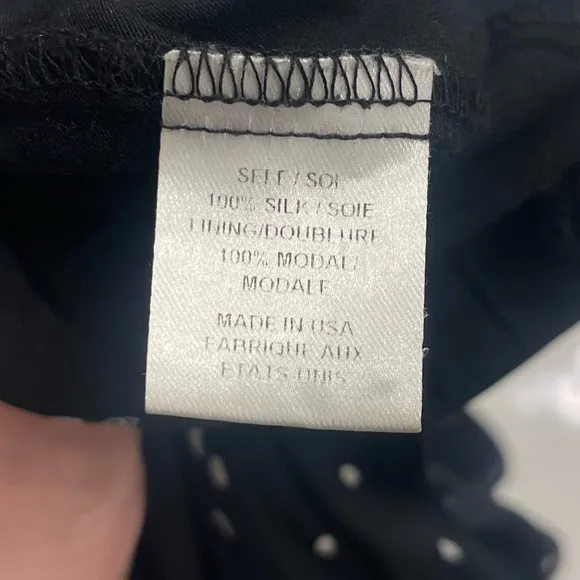 SELF / SOI
100% SILK / SOIE
LINING/DOUBLURE
100% MODAL/
MODALE
MADE IN USA
FABRIQUE AUX
ETATS-UNIS